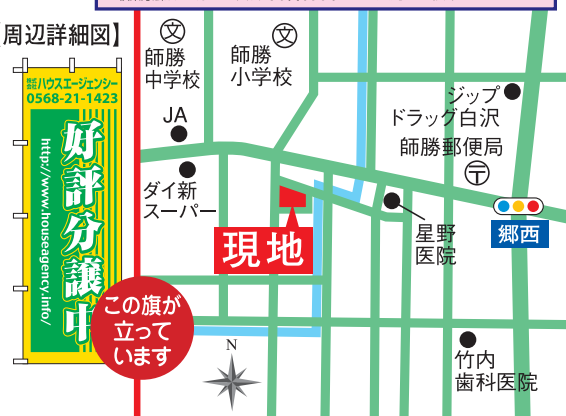 周辺詳細図】
株式会社 ハウスエージェンシー
0568-21-1423
好評分譲中
http://www.houseagency.info/
この旗が
立って
います
文
師勝
中学校
文
師勝
小学校
JA
ダイ新
スーパー
現地
ジップ
ドラッグ白沢
師勝郵便局
〒
星野
医院
郷西
竹内
歯科医院
N